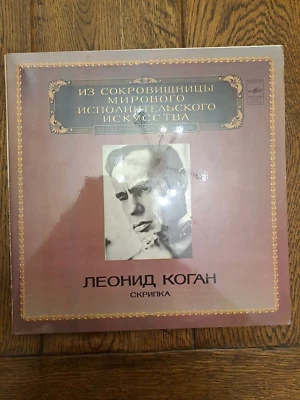 ИЗ СОКРОВИЩНИЦЫ
МИРОВОГО
ИСПОЛНИТЕЛЬСКОГО
ИСКУССТВА
ЛЕОНИД КОГАН
СКРИПКА